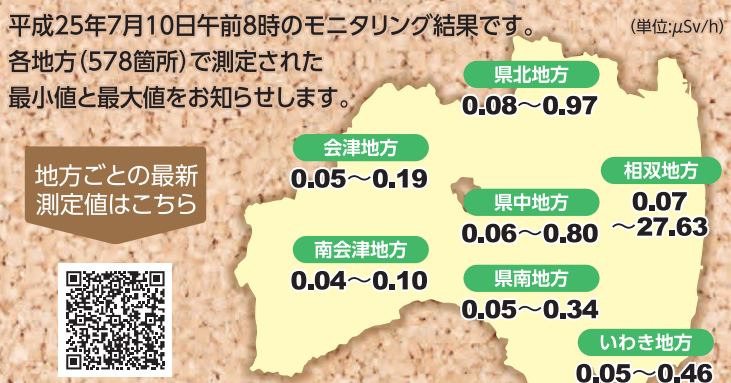 平成25年7月10日午前8時のモニタリング結果です。
(単位:μSv/h)
各地方(578箇所)で測定された
最小値と最大値をお知らせします。
県北地方
0.08〜0.97
会津地方
0.05〜0.19
相双地方
0.07
〜27.63
地方ごとの最新
測定値はこちら
県中地方
0.06〜0.80
南会津地方
0.04〜0.10
県南地方
0.05〜0.34
いわき地方
0.05〜0.46